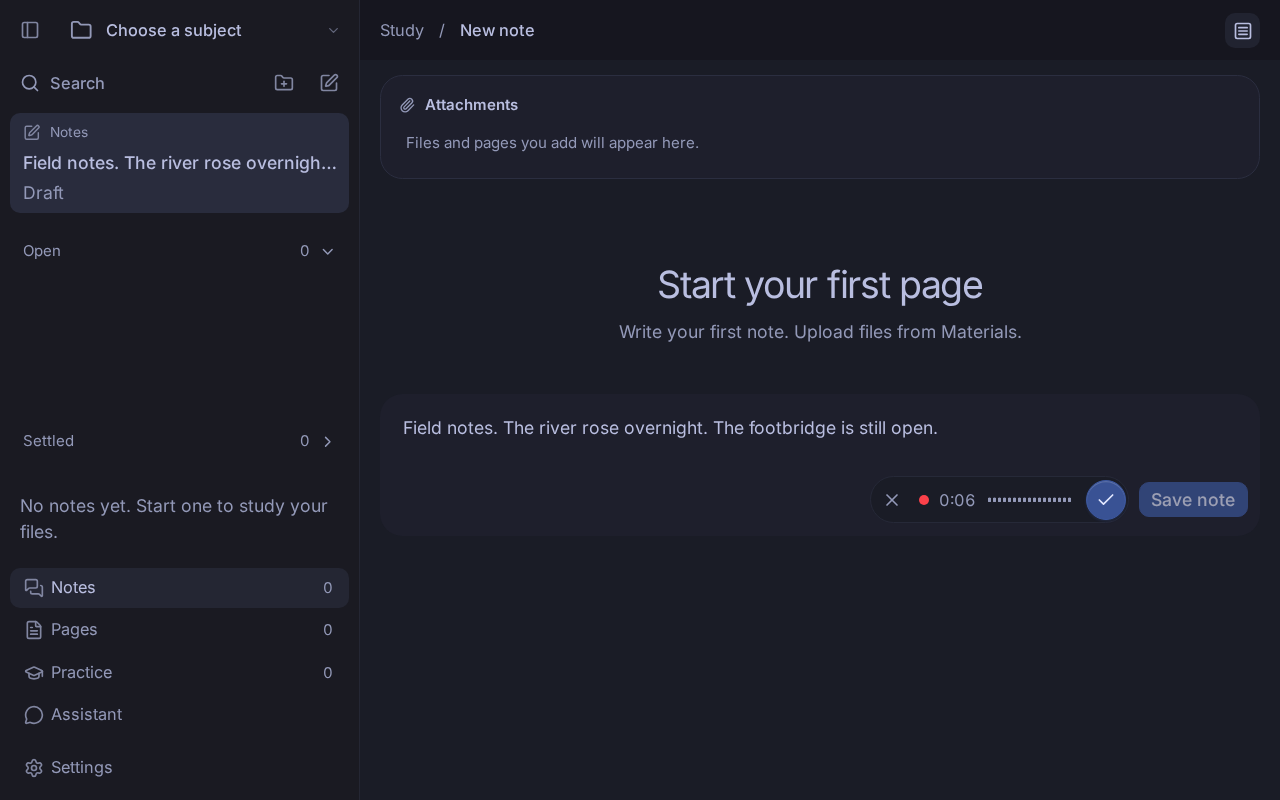 Choose a subject
Search
Notes
Field notes. The river rose overnigh...
Draft
Open 0
Settled 0
No notes yet. Start one to study your
files.
Notes 0
Pages 0
Practice 0
Assistant
Settings
Study / New note
Attachments
Files and pages you add will appear here.
Start your first page
Write your first note. Upload files from Materials.
Field notes. The river rose overnight. The footbridge is still open.
0:06
Save note